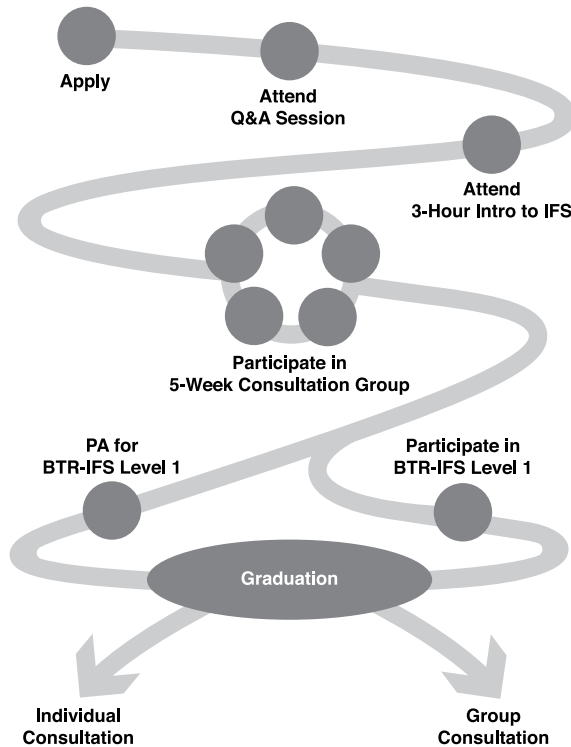 Apply
Attend
Q&A Session
Attend
3-Hour Intro to IFS
Participate in
5-Week Consultation Group
PA for
BTR-IFS Level 1
Participate in
BTR-IFS Level 1
Graduation
Individual
Consultation
Group
Consultation